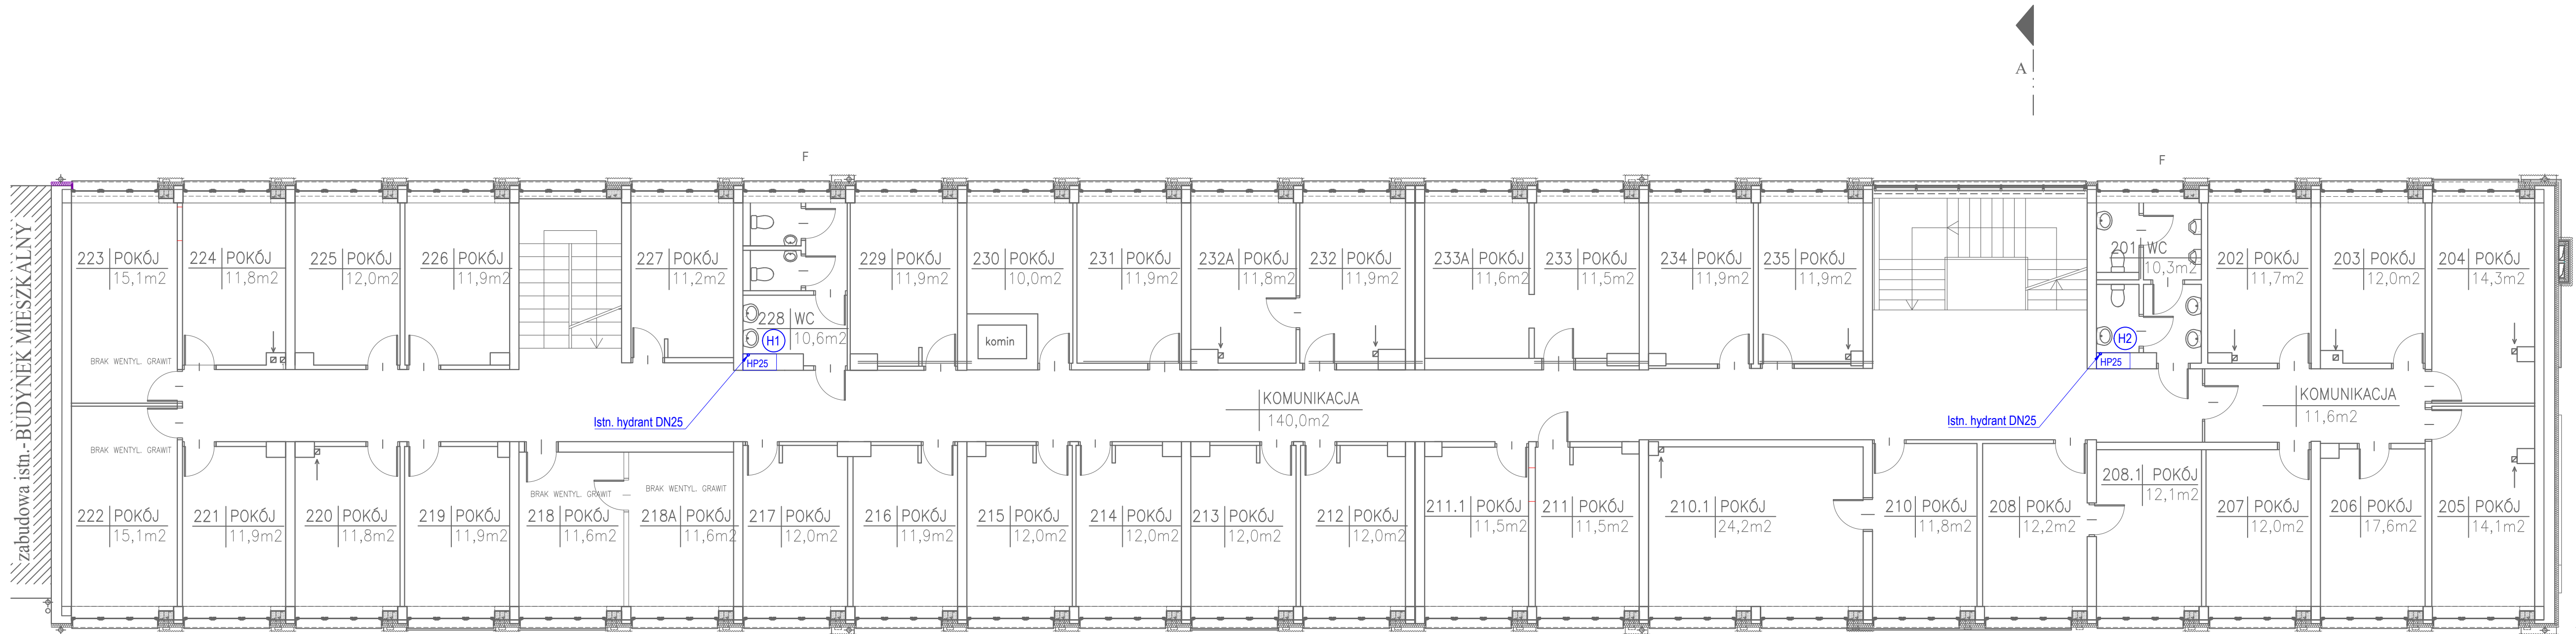 A
F
F
zabudowa istn.-BUDYNEK MIESZKALNY
223 POKÓJ
15,1m2
224 POKÓJ
11,8m2
225 POKÓJ
12,0m2
226 POKÓJ
11,9m2
227 POKÓJ
11,2m2
228 WC
10,6m2
229 POKÓJ
11,9m2
230 POKÓJ
10,0m2
231 POKÓJ
11,9m2
232A POKÓJ
11,8m2
232 POKÓJ
11,9m2
233A POKÓJ
11,6m2
233 POKÓJ
11,5m2
234 POKÓJ
11,9m2
235 POKÓJ
11,9m2
201 WC
10,3m2
202 POKÓJ
11,7m2
203 POKÓJ
12,0m2
204 POKÓJ
14,3m2
komin
H1
HP25
H2
HP25
BRAK WENTYL. GRAWIT
KOMUNIKACJA
140,0m2
KOMUNIKACJA
11,6m2
Istn. hydrant DN25
Istn. hydrant DN25
BRAK WENTYL. GRAWIT
BRAK WENTYL. GRAWIT
BRAK WENTYL. GRAWIT
222 POKÓJ
15,1m2
221 POKÓJ
11,9m2
220 POKÓJ
11,8m2
219 POKÓJ
11,9m2
218 POKÓJ
11,6m2
218A POKÓJ
11,6m2
217 POKÓJ
12,0m2
216 POKÓJ
11,9m2
215 POKÓJ
12,0m2
214 POKÓJ
12,0m2
213 POKÓJ
12,0m2
212 POKÓJ
12,0m2
211.1 POKÓJ
11,5m2
211 POKÓJ
11,5m2
210.1 POKÓJ
24,2m2
210 POKÓJ
11,8m2
208 POKÓJ
12,2m2
208.1 POKÓJ
12,1m2
207 POKÓJ
12,0m2
206 POKÓJ
17,6m2
205 POKÓJ
14,1m2